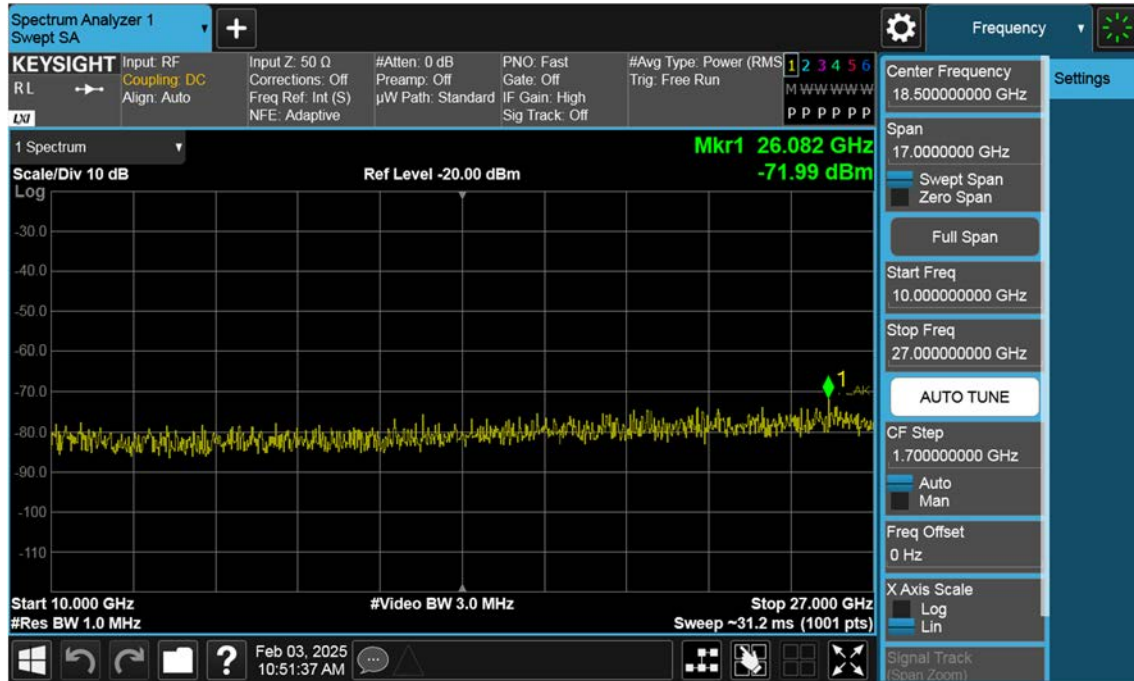 Spectrum Analyzer 1
Swept SA
Frequency
KEYSIGHT
R L
LXI
Input: RF
Coupling: DC
Align: Auto
Input Z: 50 Ω
Corrections: Off
Freq Ref: Int (S)
NFE: Adaptive
#Atten: 0 dB
Preamp: Off
µW Path: Standard
PNO: Fast
Gate: Off
IF Gain: High
Sig Track: Off
#Avg Type: Power (RMS
Trig: Free Run
1 2 3 4 5 6
M W W W W W
P P P P P P
1 Spectrum
Mkr1 26.082 GHz
-71.99 dBm
Scale/Div 10 dB
Ref Level -20.00 dBm
Log
-30.0
-40.0
-50.0
-60.0
-70.0
-80.0
-90.0
-100
-110
1
Start 10.000 GHz
#Video BW 3.0 MHz
Stop 27.000 GHz
#Res BW 1.0 MHz
Sweep ~31.2 ms (1001 pts)
Feb 03, 2025
10:51:37 AM
?
Settings
Center Frequency
18.500000000 GHz
Span
17.0000000 GHz
Swept Span
Zero Span
Full Span
Start Freq
10.000000000 GHz
Stop Freq
27.000000000 GHz
AUTO TUNE
CF Step
1.700000000 GHz
Auto
Man
Freq Offset
0 Hz
X Axis Scale
Log
Lin
Signal Track
(Span Zoom)